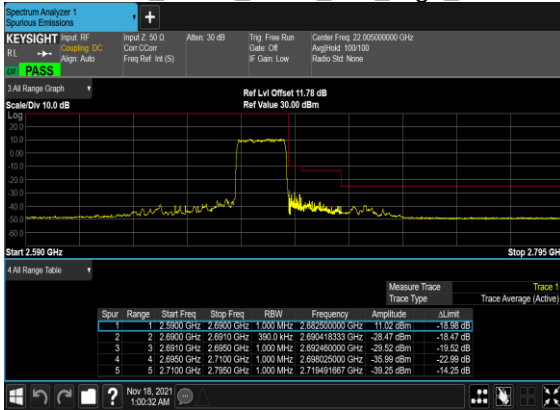 Spectrum Analyzer 1
Spurious Emissions
KEYSIGHT
RL
PASS
Input: RF
Coupling: DC
Align: Auto
Input Z: 50 Ω
Corr CCorr
Freq Ref: Int (S)
Atten: 30 dB
Trig: Free Run
Gate: Off
IF Gain: Low
Center Freq: 22.005000000 GHz
Avg|Hold: 100/100
Radio Std: None
3 All Range Graph
Scale/Div 10.0 dB
Ref Lvl Offset 11.78 dB
Ref Value 30.00 dBm
Log
20.0
10.0
0.00
-10.0
-20.0
-30.0
-40.0
-50.0
-60.0
Start 2.590 GHz
Stop 2.795 GH
4 All Range Table
Measure Trace Trace 1
Trace Type Trace Average (Active)
Spur Range Start Freq Stop Freq RBW Frequency Amplitude ΔLimit
1 1 2.5900 GHz 2.6900 GHz 1.000 MHz 2.682500000 GHz 11.02 dBm -18.98 dB
2 2 2.6900 GHz 2.6910 GHz 390.0 kHz 2.690418333 GHz -28.47 dBm -18.47 dB
3 3 2.6910 GHz 2.6950 GHz 1.000 MHz 2.692460000 GHz -29.52 dBm -19.52 dB
4 4 2.6950 GHz 2.7100 GHz 1.000 MHz 2.698025000 GHz -35.99 dBm -22.99 dB
5 5 2.7100 GHz 2.7950 GHz 1.000 MHz 2.719491667 GHz -39.25 dBm -14.25 dB
Nov 18, 2021
1:00:32 AM